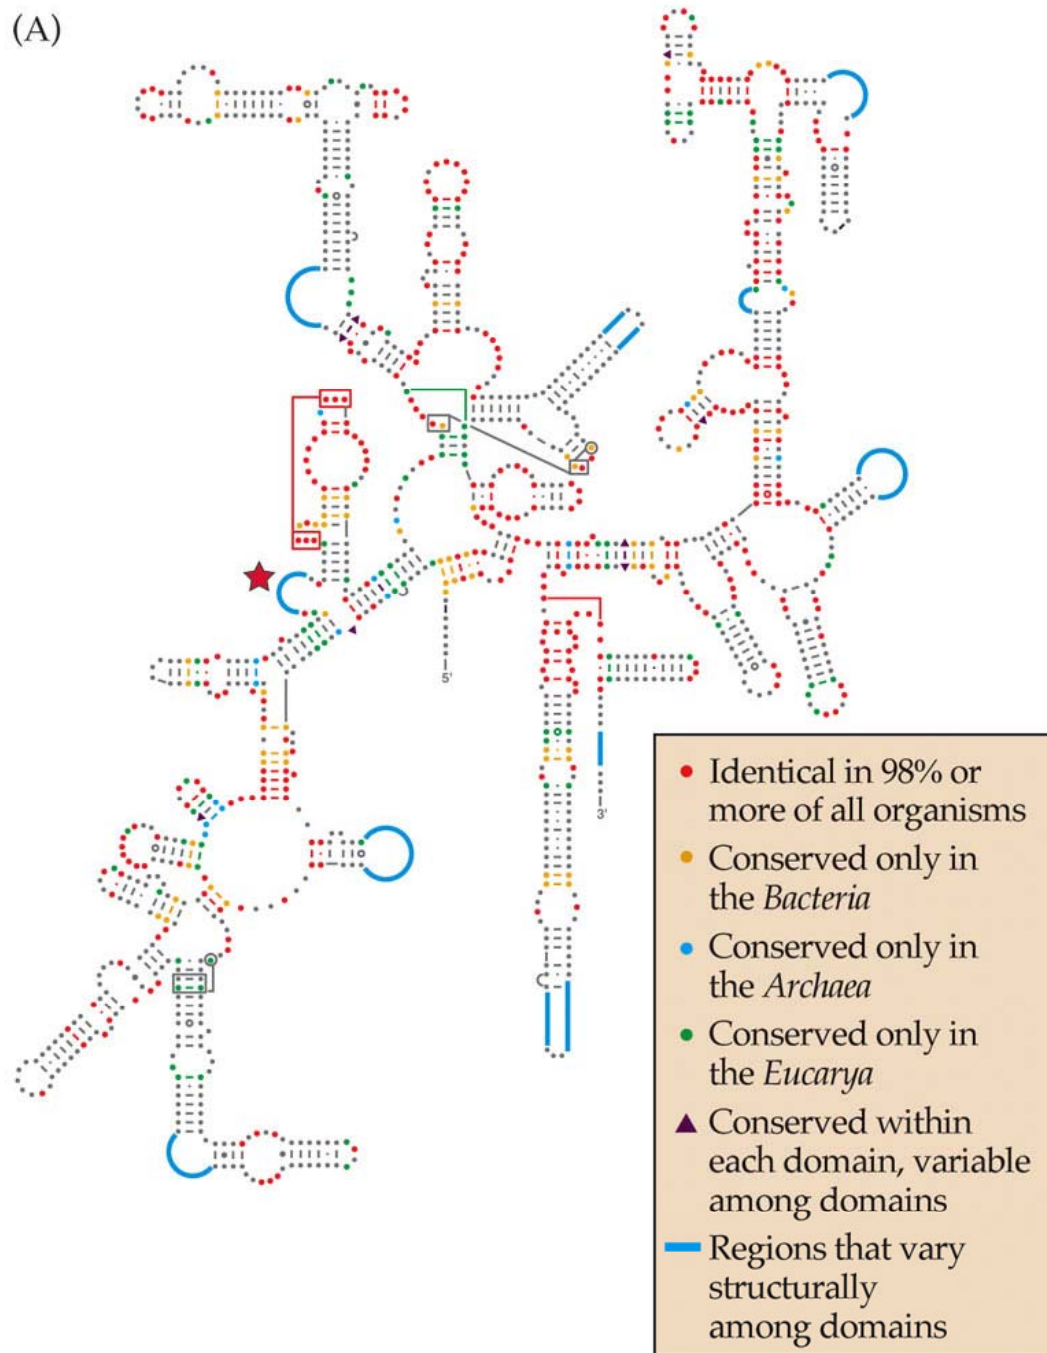 (A)
5'
3'
Identical in 98% or
more of all organisms
Conserved only in
the Bacteria
Conserved only in
the Archaea
Conserved only in
the Eucarya
Conserved within
each domain, variable
among domains
Regions that vary
structurally
among domains